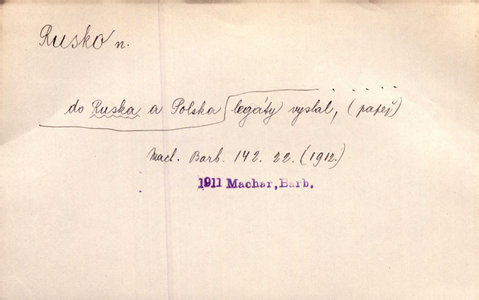 Rusko n.
do Ruska a Polska legáty vyslal, (papež)
Mach. Barb. 142. 22. (1912.)
1911 Machar, Barb.